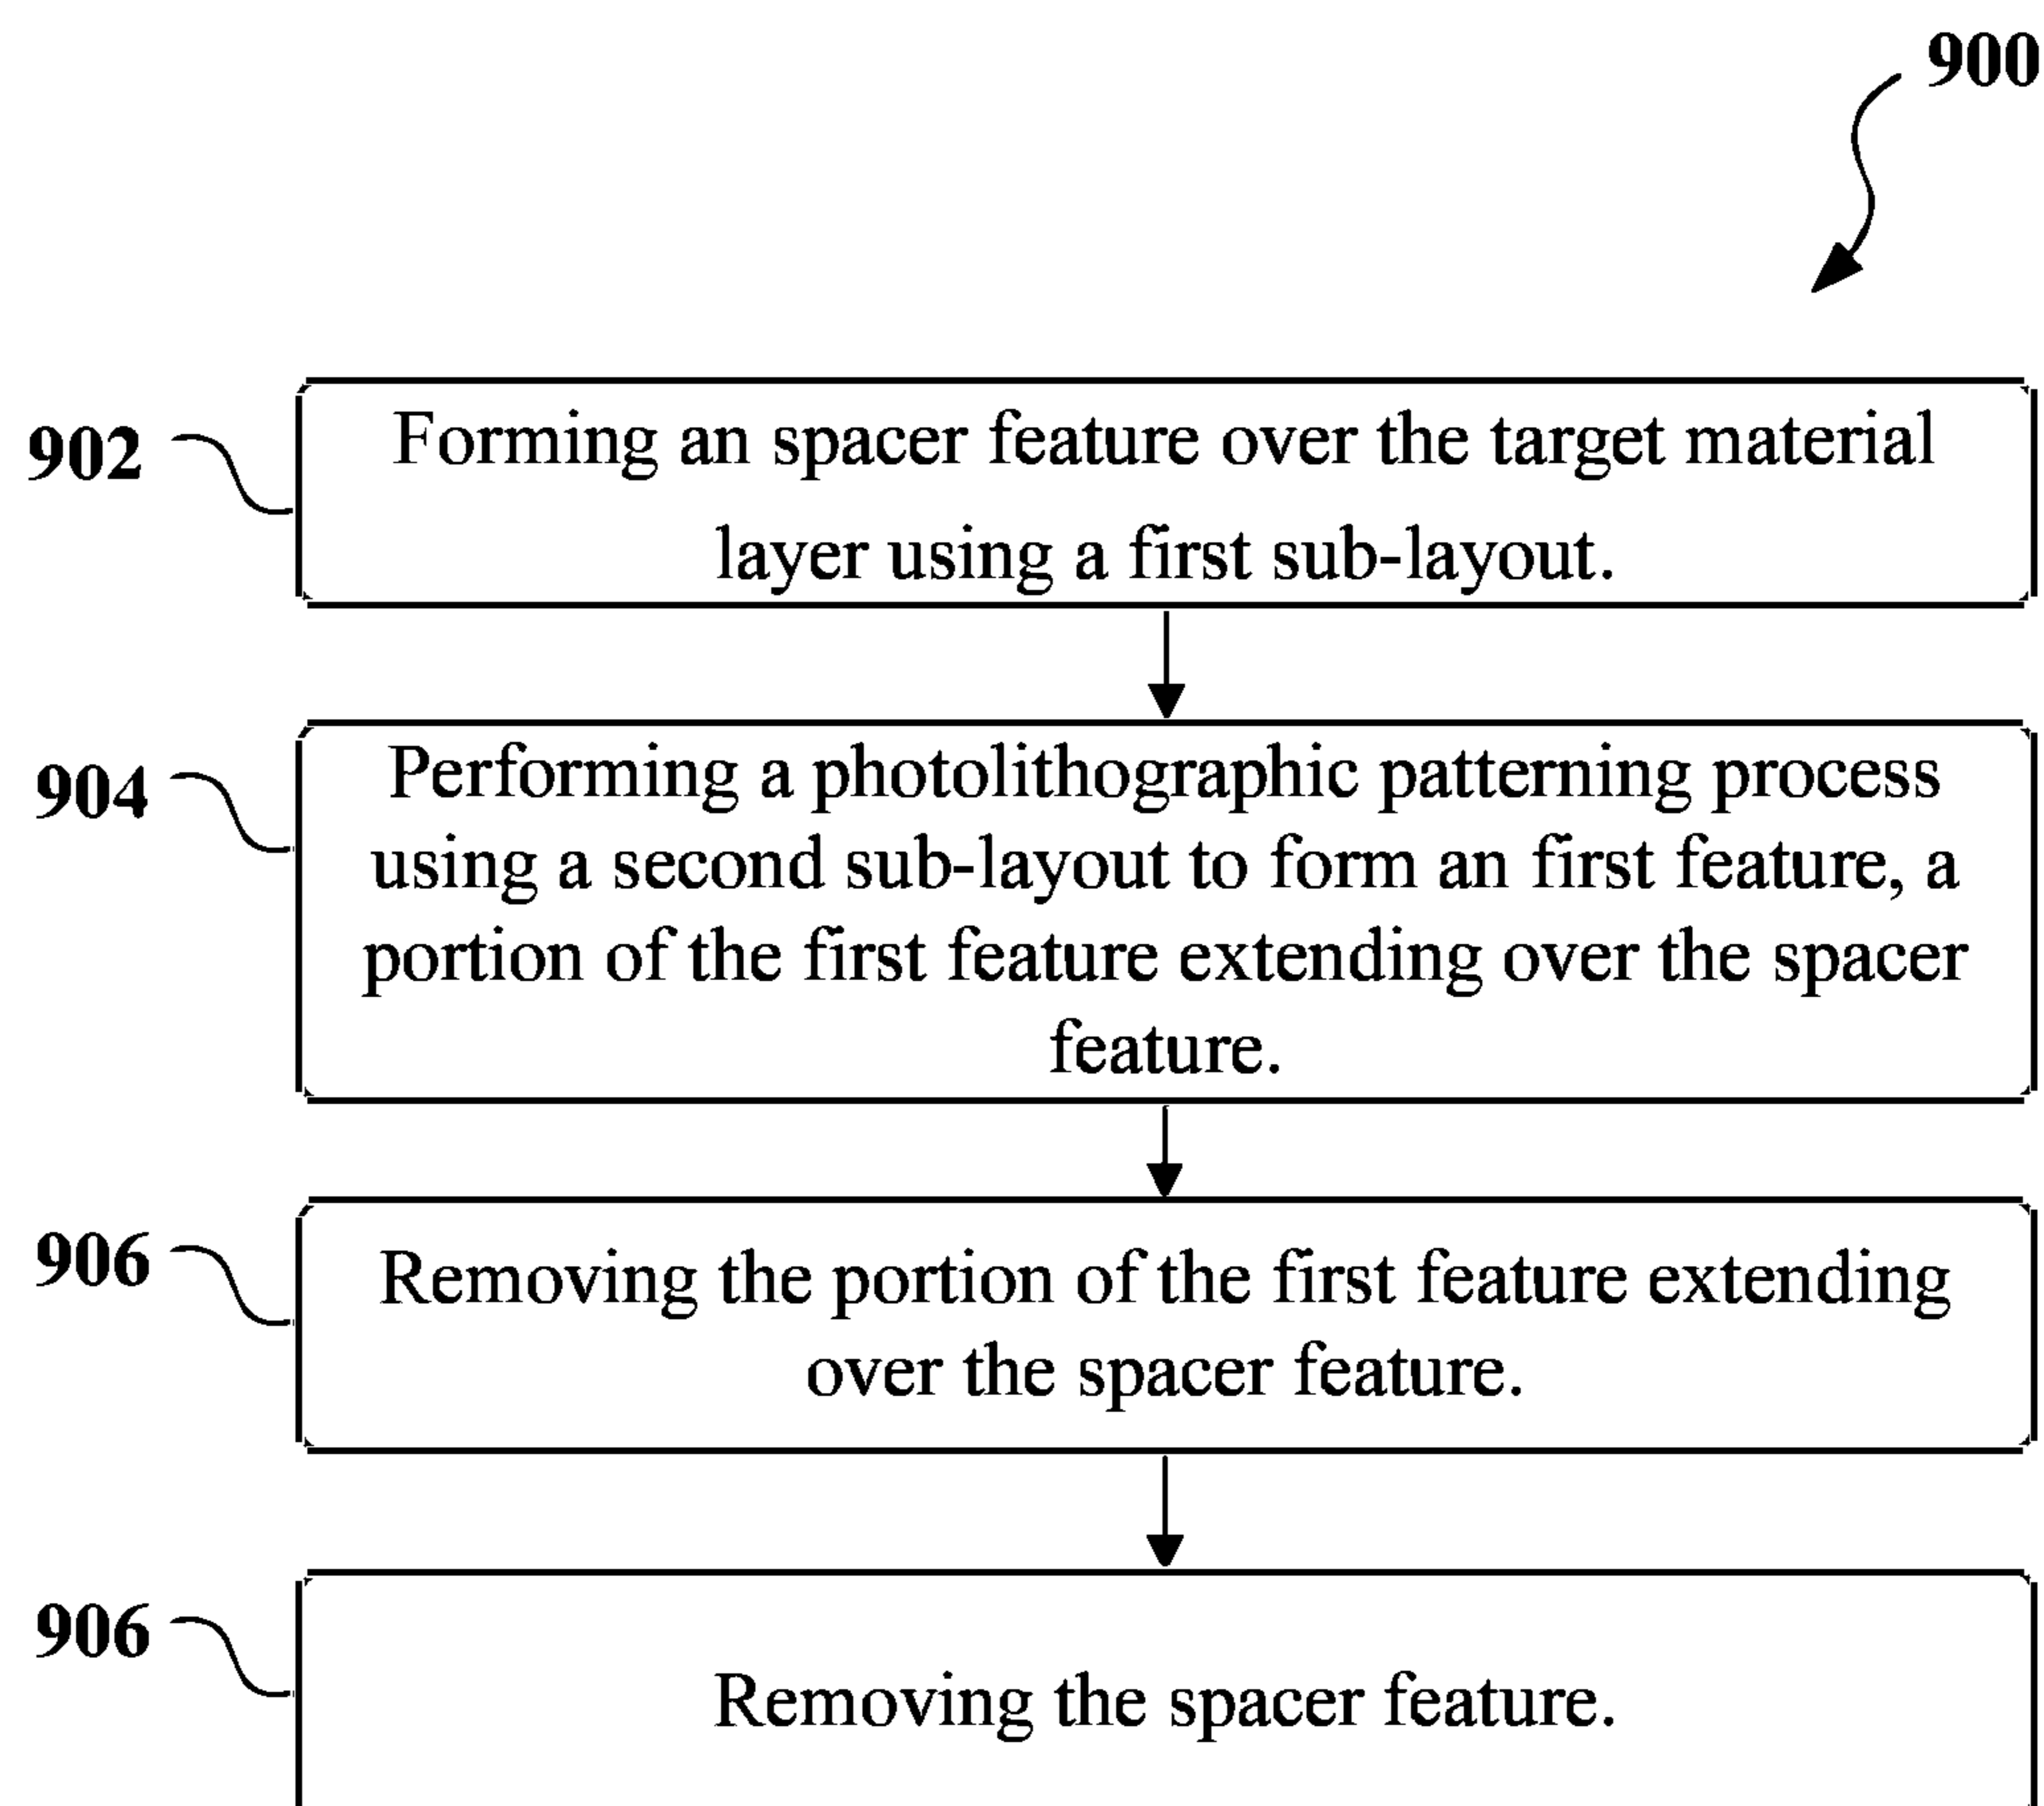 900
902
Forming an spacer feature over the target material
layer using a first sub-layout.
904
Performing a photolithographic patterning process
using a second sub-layout to form an first feature, a
portion of the first feature extending over the spacer
feature.
906
Removing the portion of the first feature extending
over the spacer feature.
906
Removing the spacer feature.